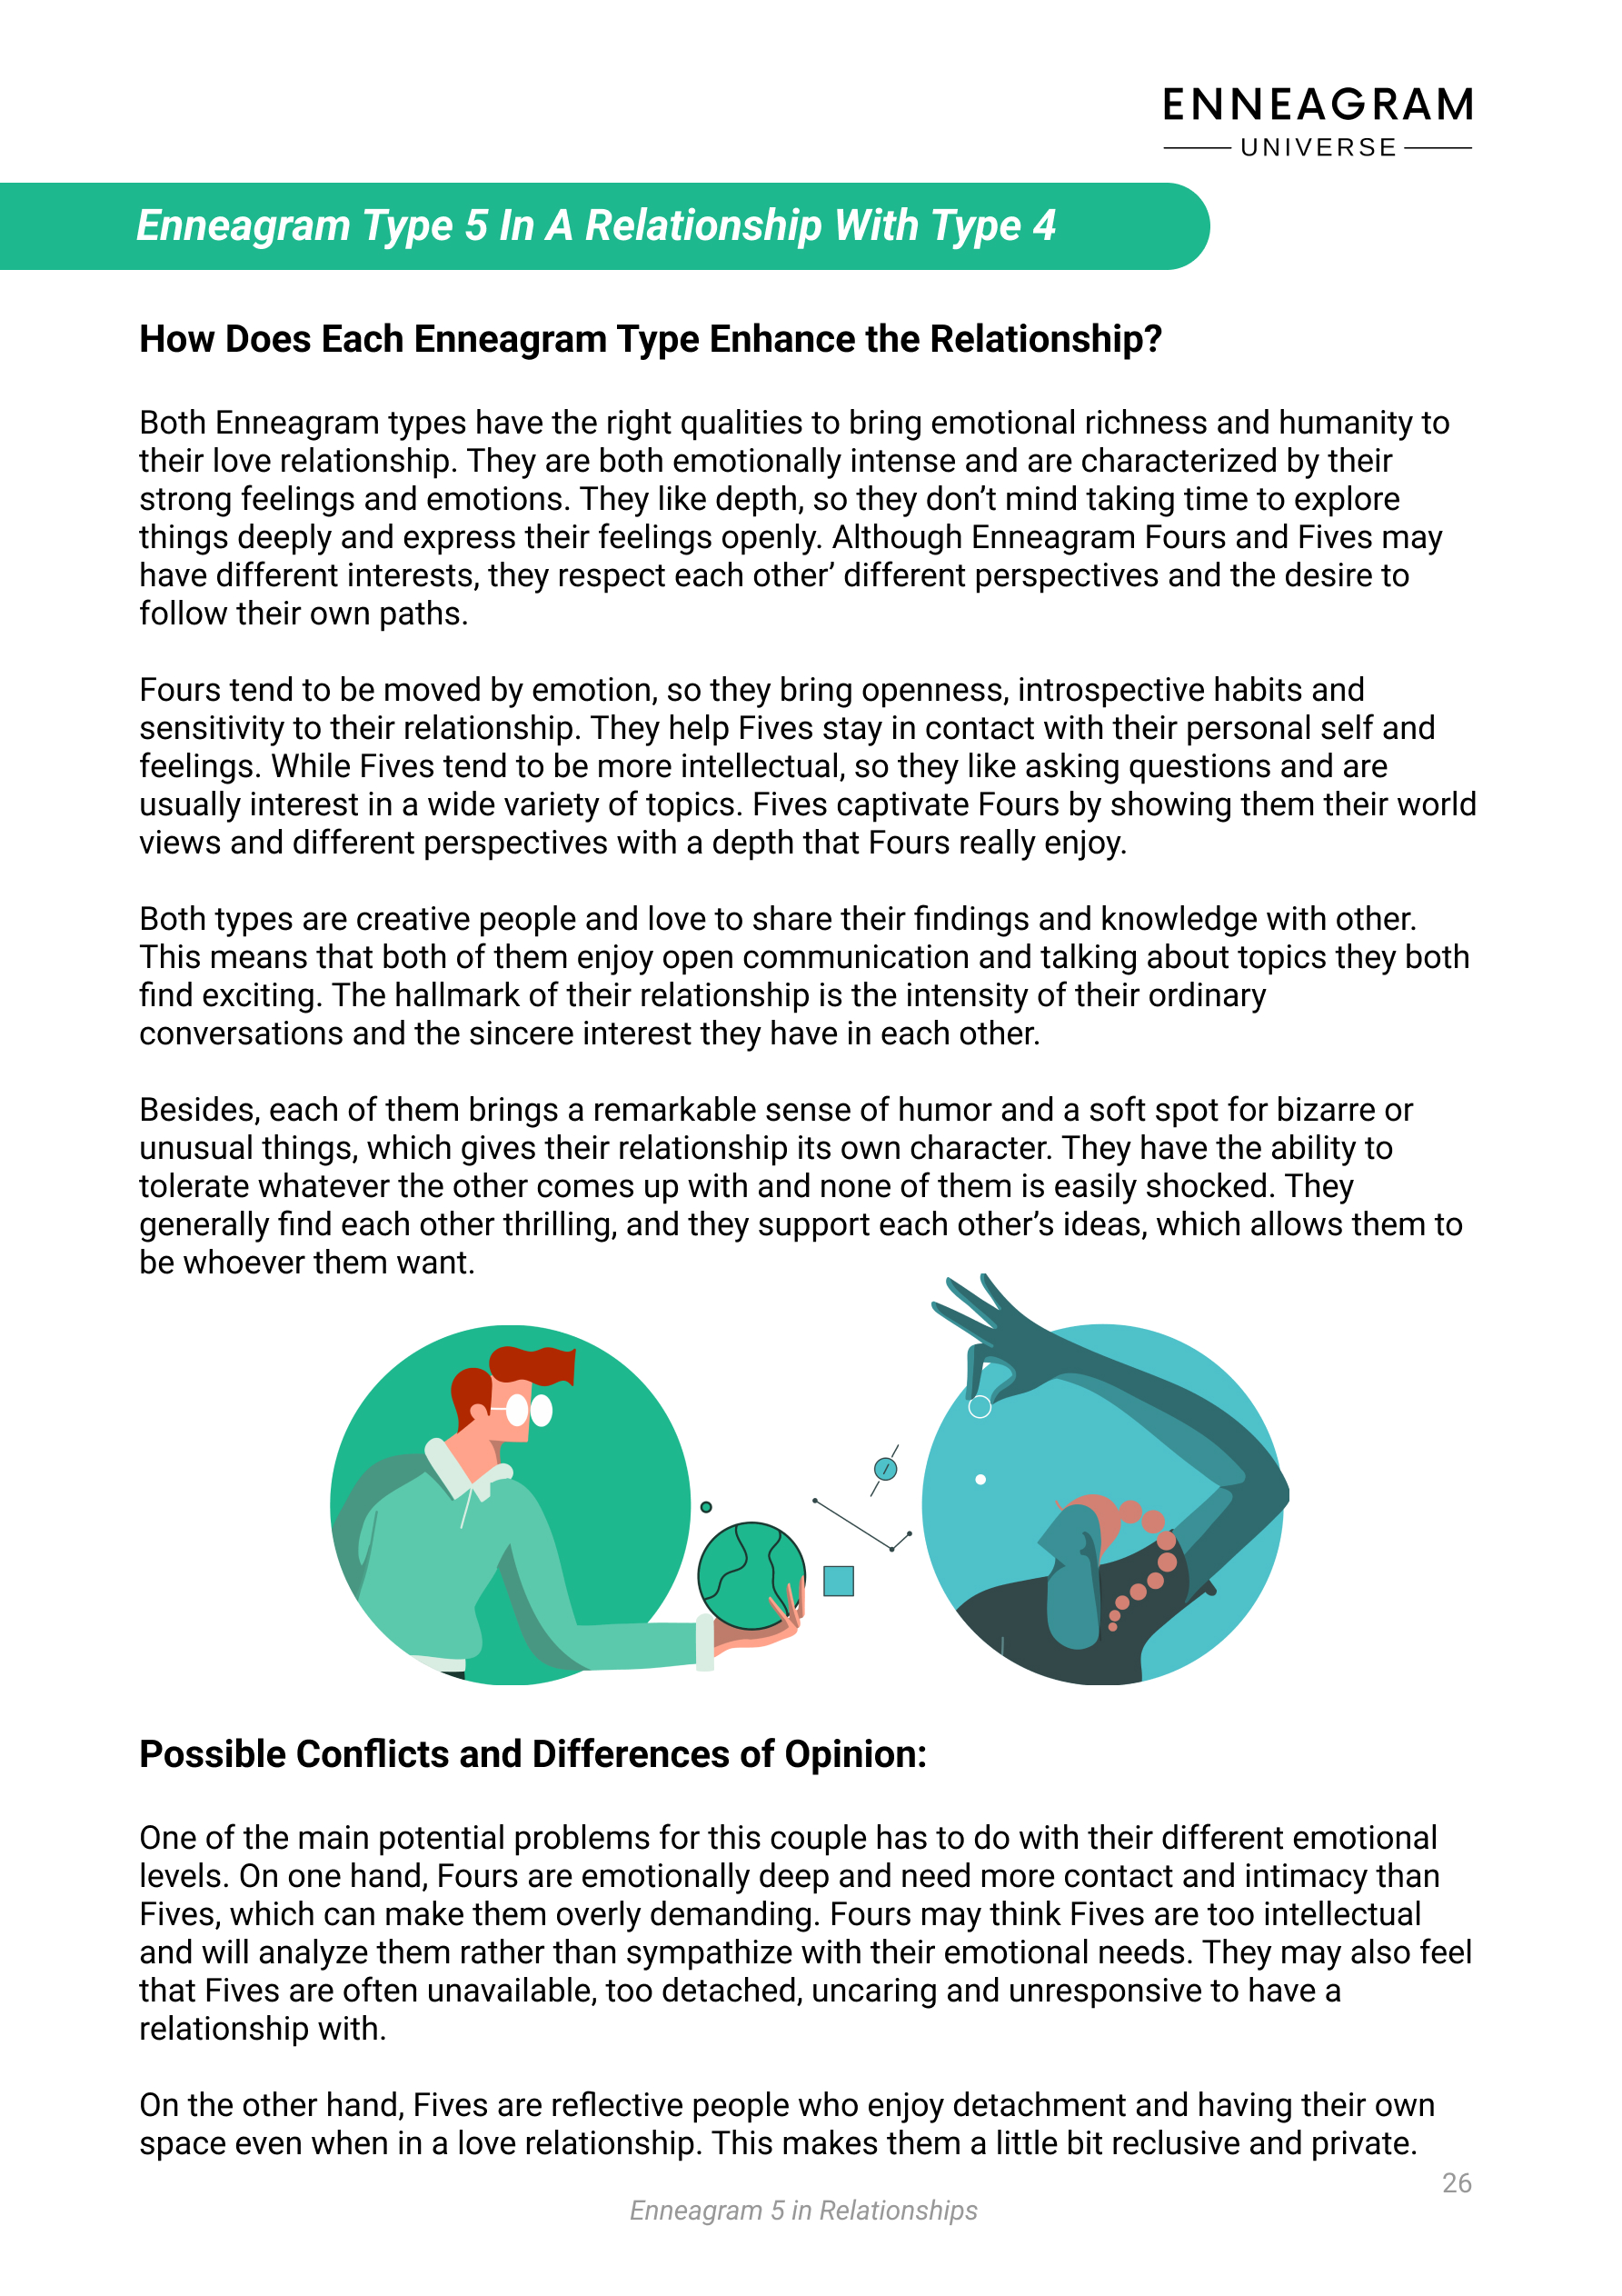 ENNEAGRAM
UNIVERSE
Enneagram Type 5 In A Relationship With Type 4
How Does Each Enneagram Type Enhance the Relationship?
Both Enneagram types have the right qualities to bring emotional richness and humanity to
their love relationship. They are both emotionally intense and are characterized by their
strong feelings and emotions. They like depth, so they don’t mind taking time to explore
things deeply and express their feelings openly. Although Enneagram Fours and Fives may
have different interests, they respect each other’ different perspectives and the desire to
follow their own paths.
Fours tend to be moved by emotion, so they bring openness, introspective habits and
sensitivity to their relationship. They help Fives stay in contact with their personal self and
feelings. While Fives tend to be more intellectual, so they like asking questions and are
usually interest in a wide variety of topics. Fives captivate Fours by showing them their world
views and different perspectives with a depth that Fours really enjoy.
Both types are creative people and love to share their findings and knowledge with other.
This means that both of them enjoy open communication and talking about topics they both
find exciting. The hallmark of their relationship is the intensity of their ordinary
conversations and the sincere interest they have in each other.
Besides, each of them brings a remarkable sense of humor and a soft spot for bizarre or
unusual things, which gives their relationship its own character. They have the ability to
tolerate whatever the other comes up with and none of them is easily shocked. They
generally find each other thrilling, and they support each other’s ideas, which allows them to
be whoever them want.
Possible Conflicts and Differences of Opinion:
One of the main potential problems for this couple has to do with their different emotional
levels. On one hand, Fours are emotionally deep and need more contact and intimacy than
Fives, which can make them overly demanding. Fours may think Fives are too intellectual
and will analyze them rather than sympathize with their emotional needs. They may also feel
that Fives are often unavailable, too detached, uncaring and unresponsive to have a
relationship with.
On the other hand, Fives are reflective people who enjoy detachment and having their own
space even when in a love relationship. This makes them a little bit reclusive and private.
26
Enneagram 5 in Relationships